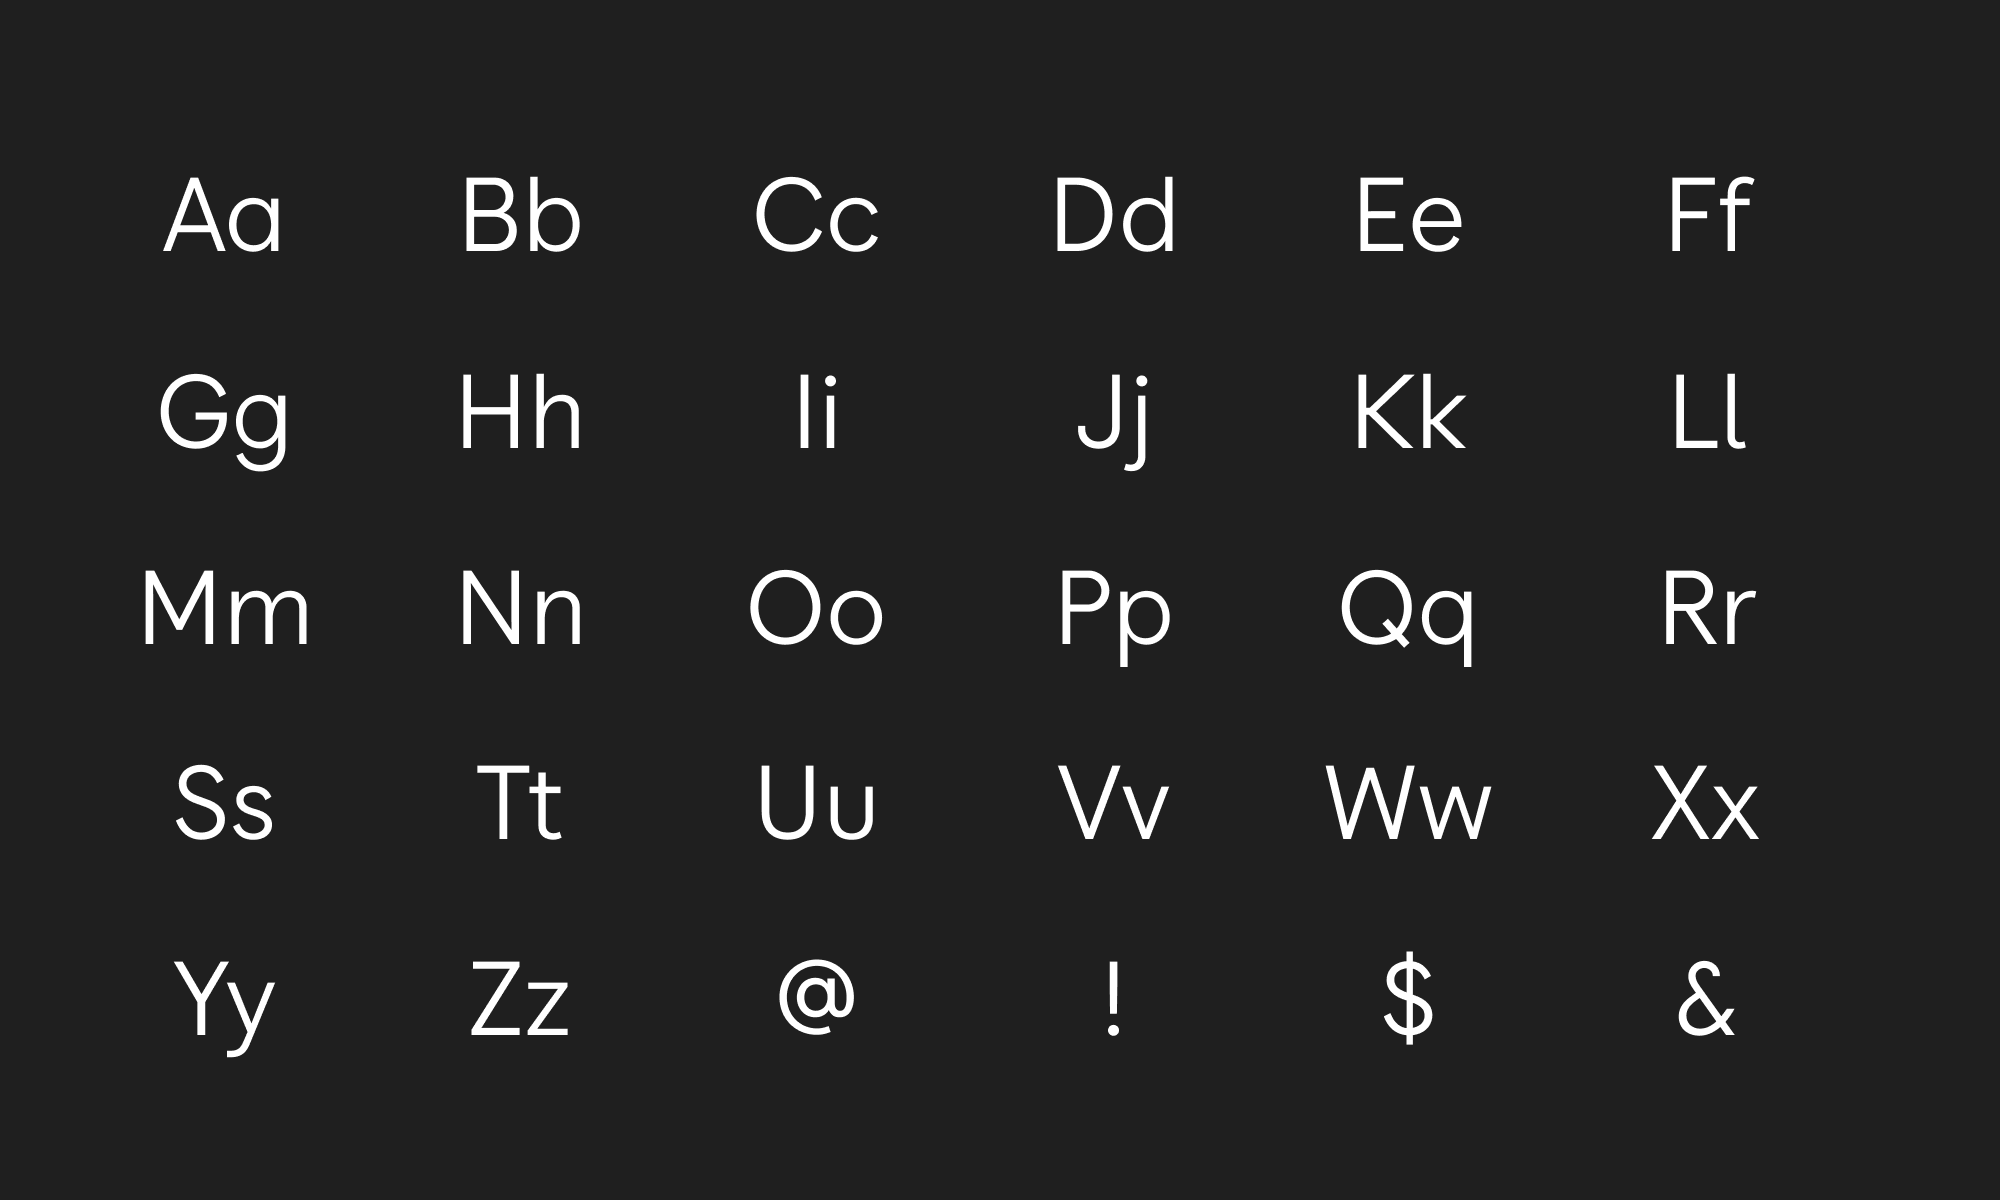 Aa Bb Cc Dd Ee Ff
Gg Hh Ii Jj Kk Ll
Mm Nn Oo Pp Qq Rr
Ss Tt Uu Vv Ww Xx
Yy Zz @ ! $ &